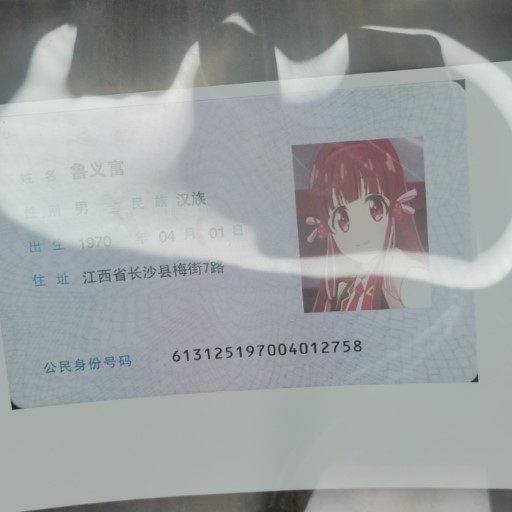 姓名 鲁义富
性别 男 民族 汉族
出生 1970 年 04 月 01 日
住址 江西省长沙县梅街7路
公民身份号码 613125197004012758